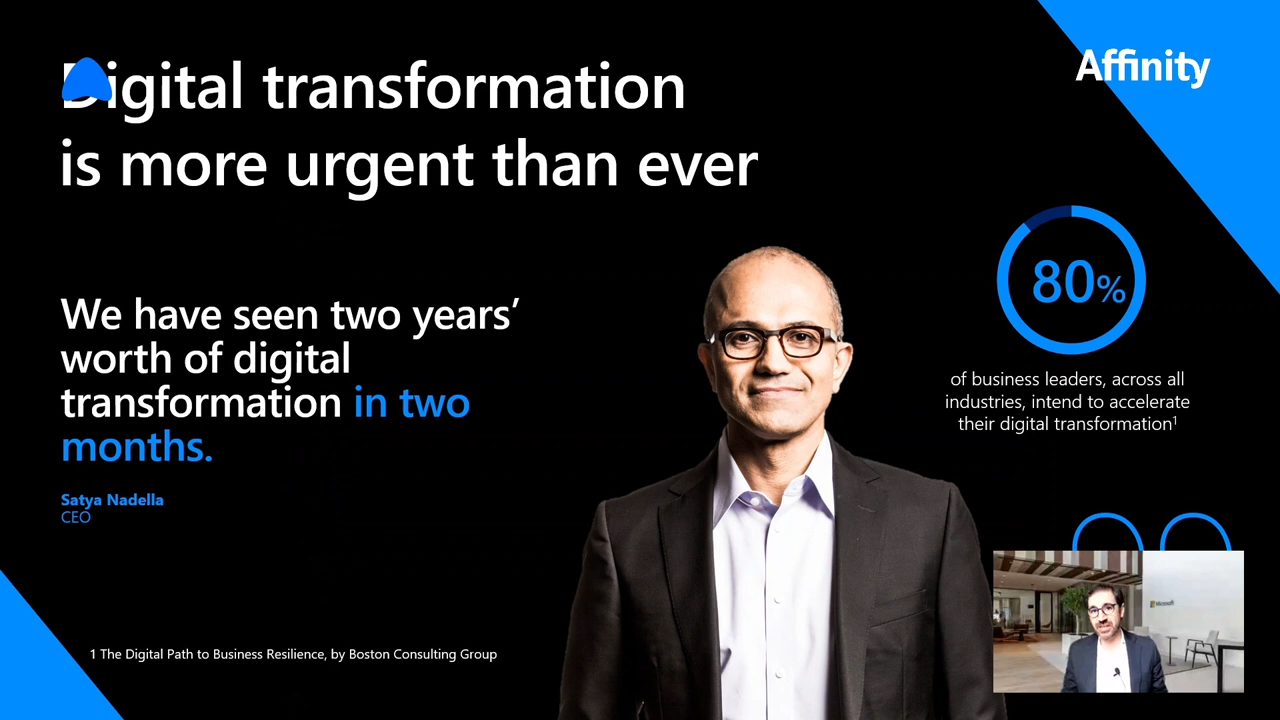 Digital transformation
is more urgent than ever
Affinity
80%
of business leaders, across all
industries, intend to accelerate
their digital transformation¹
We have seen two years’
worth of digital
transformation in two
months.
Satya Nadella
CEO
Microsoft
1 The Digital Path to Business Resilience, by Boston Consulting Group